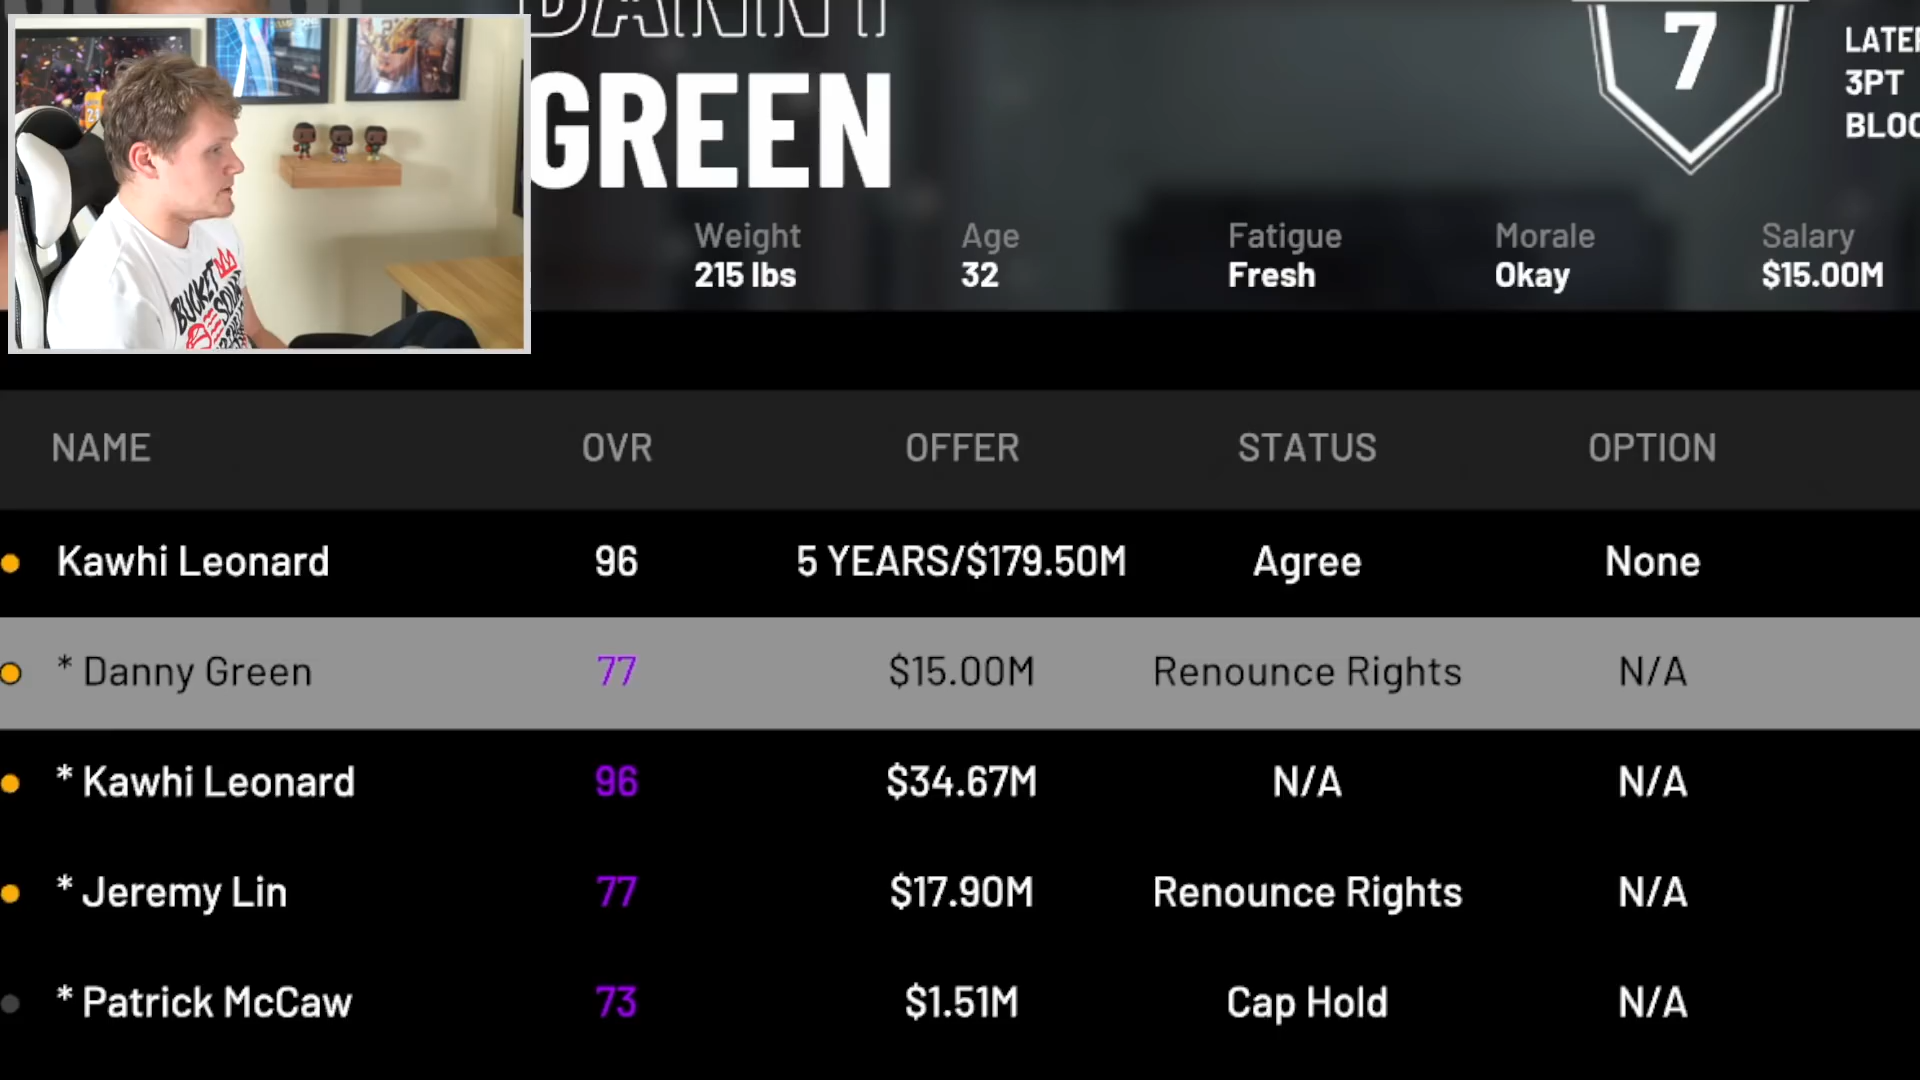 DANNY
GREEN
7
3PT
Weight Age Fatigue Morale Salary
215 lbs 32 Fresh Okay $15.00M
BUCKET
NAME OVR OFFER STATUS OPTION
Kawhi Leonard 96 5 YEARS/$179.50M Agree None
* Danny Green 77 $15.00M Renounce Rights N/A
* Kawhi Leonard 96 $34.67M N/A N/A
* Jeremy Lin 77 $17.90M Renounce Rights N/A
* Patrick McCaw 73 $1.51M Cap Hold N/A